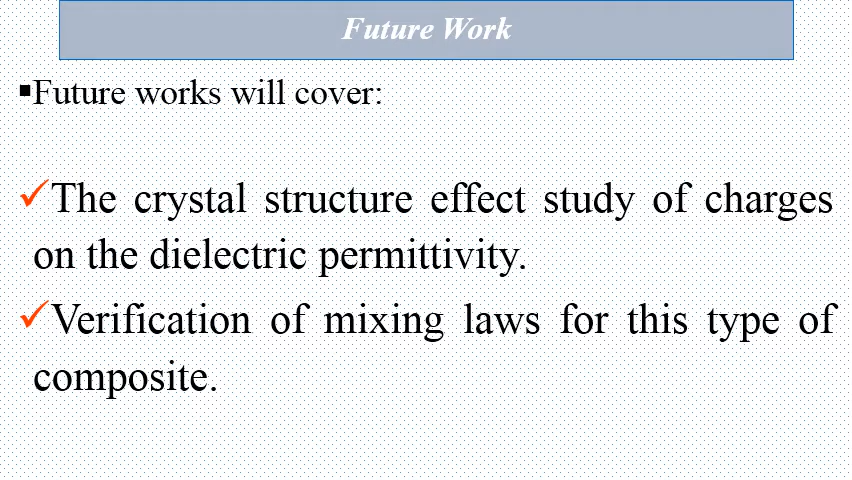 Future Work
▪Future works will cover:
✓The crystal structure effect study of charges
on the dielectric permittivity.
✓Verification of mixing laws for this type of
composite.